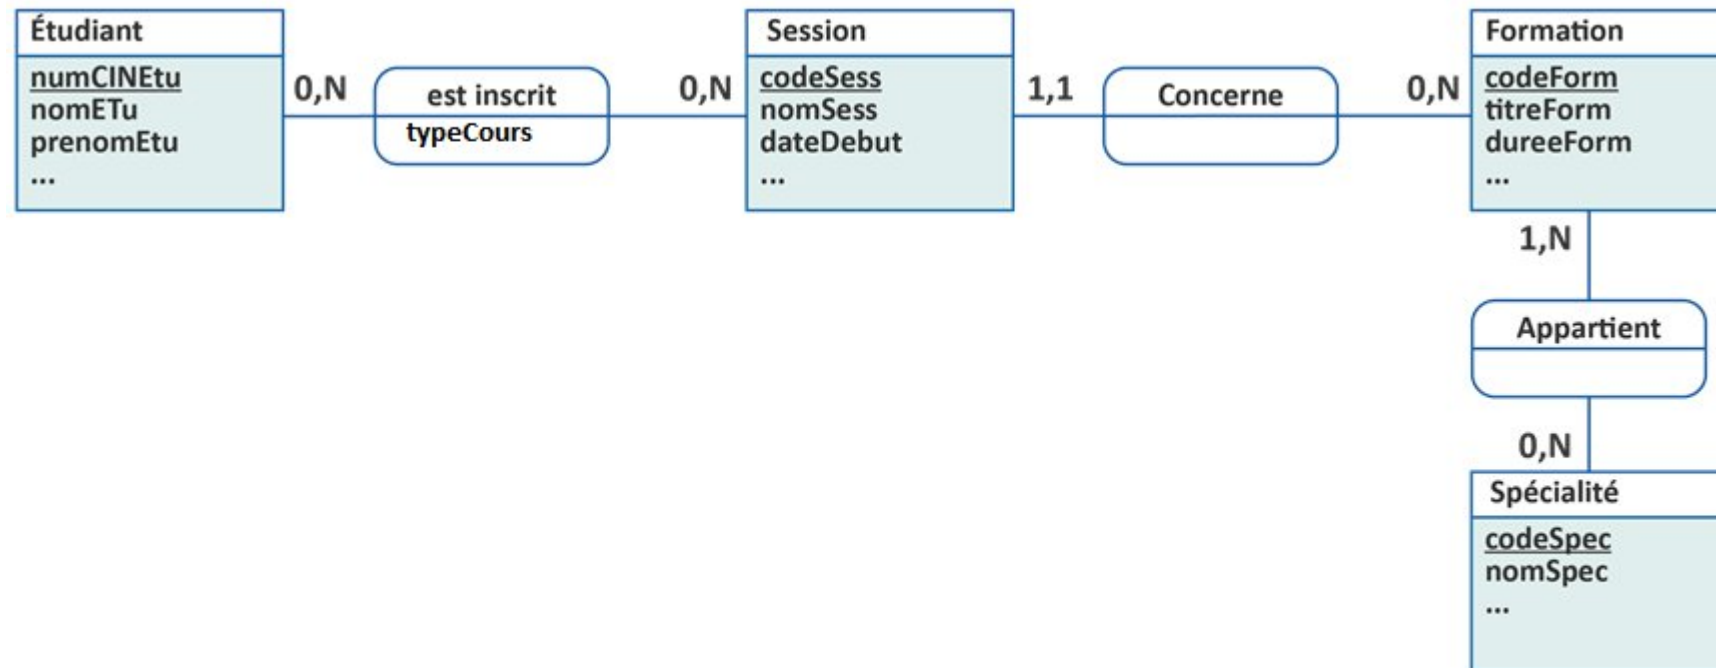 Étudiant
numCINEtu
nomETu
prenomEtu
...
0,N
est inscrit
typeCours
0,N
Session
codeSess
nomSess
dateDebut
...
1,1
Concerne
0,N
Formation
codeForm
titreForm
dureeForm
...
1,N
Appartient
0,N
Spécialité
codeSpec
nomSpec
...